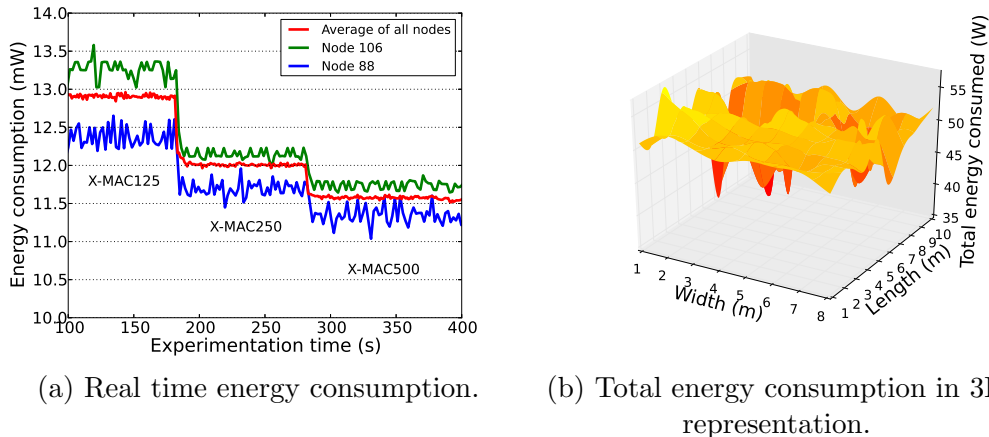 14.0
13.5
13.0
12.5
12.0
11.5
11.0
10.5
10.0
Energy consumption (mW)
Average of all nodes
Node 106
Node 88
X-MAC125
X-MAC250
X-MAC500
100 150 200 250 300 350 400
Experimentation time (s)
Total energy consumed (W)
55
50
45
40
35
1 2 3 4 5 6 7 8
Width (m)
1 2 3 4 5 6 7 8 9 10
Length (m)
(a) Real time energy consumption.
(b) Total energy consumption in 3
representation.